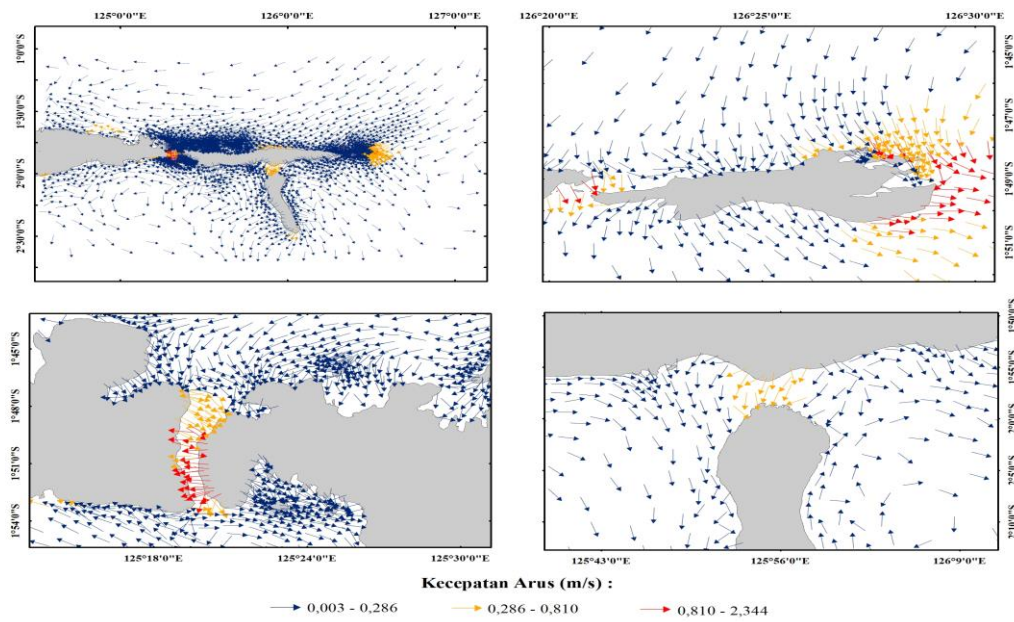 125°0'0"E 126°0'0"E 127°0'0"E
126°20'0"E 126°25'0"E 126°30'0"E
1°0'0"S
1°30'0"S
2°0'0"S
2°30'0"S
1°45'0"S
1°47'0"S
1°49'0"S
1°51'0"S
1°45'0"S
1°48'0"S
1°51'0"S
1°54'0"S
125°18'0"E 125°24'0"E 125°30'0"E
125°43'0"E 125°56'0"E 126°9'0"E
Kecepatan Arus (m/s) :
0,003 - 0,286 0,286 - 0,810 0,810 - 2,344